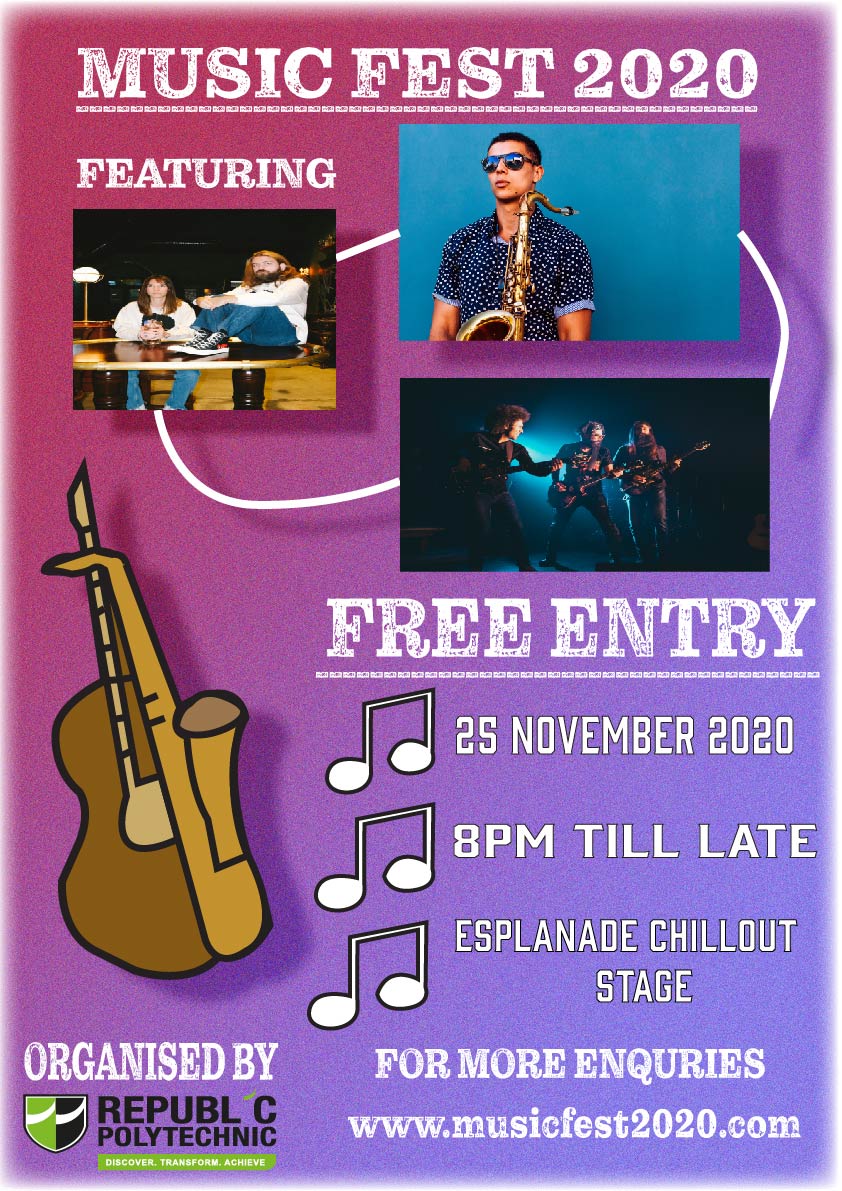 MUSIC FEST 2020
FEATURING
FREE ENTRY
25 NOVEMBER 2020
8PM TILL LATE
ESPLANADE CHILLOUT
STAGE
ORGANISED BY
REPUBLIC
POLYTECHNIC
DISCOVER. TRANSFORM. ACHIEVE
FOR MORE ENQURIES
www.musicfest2020.com